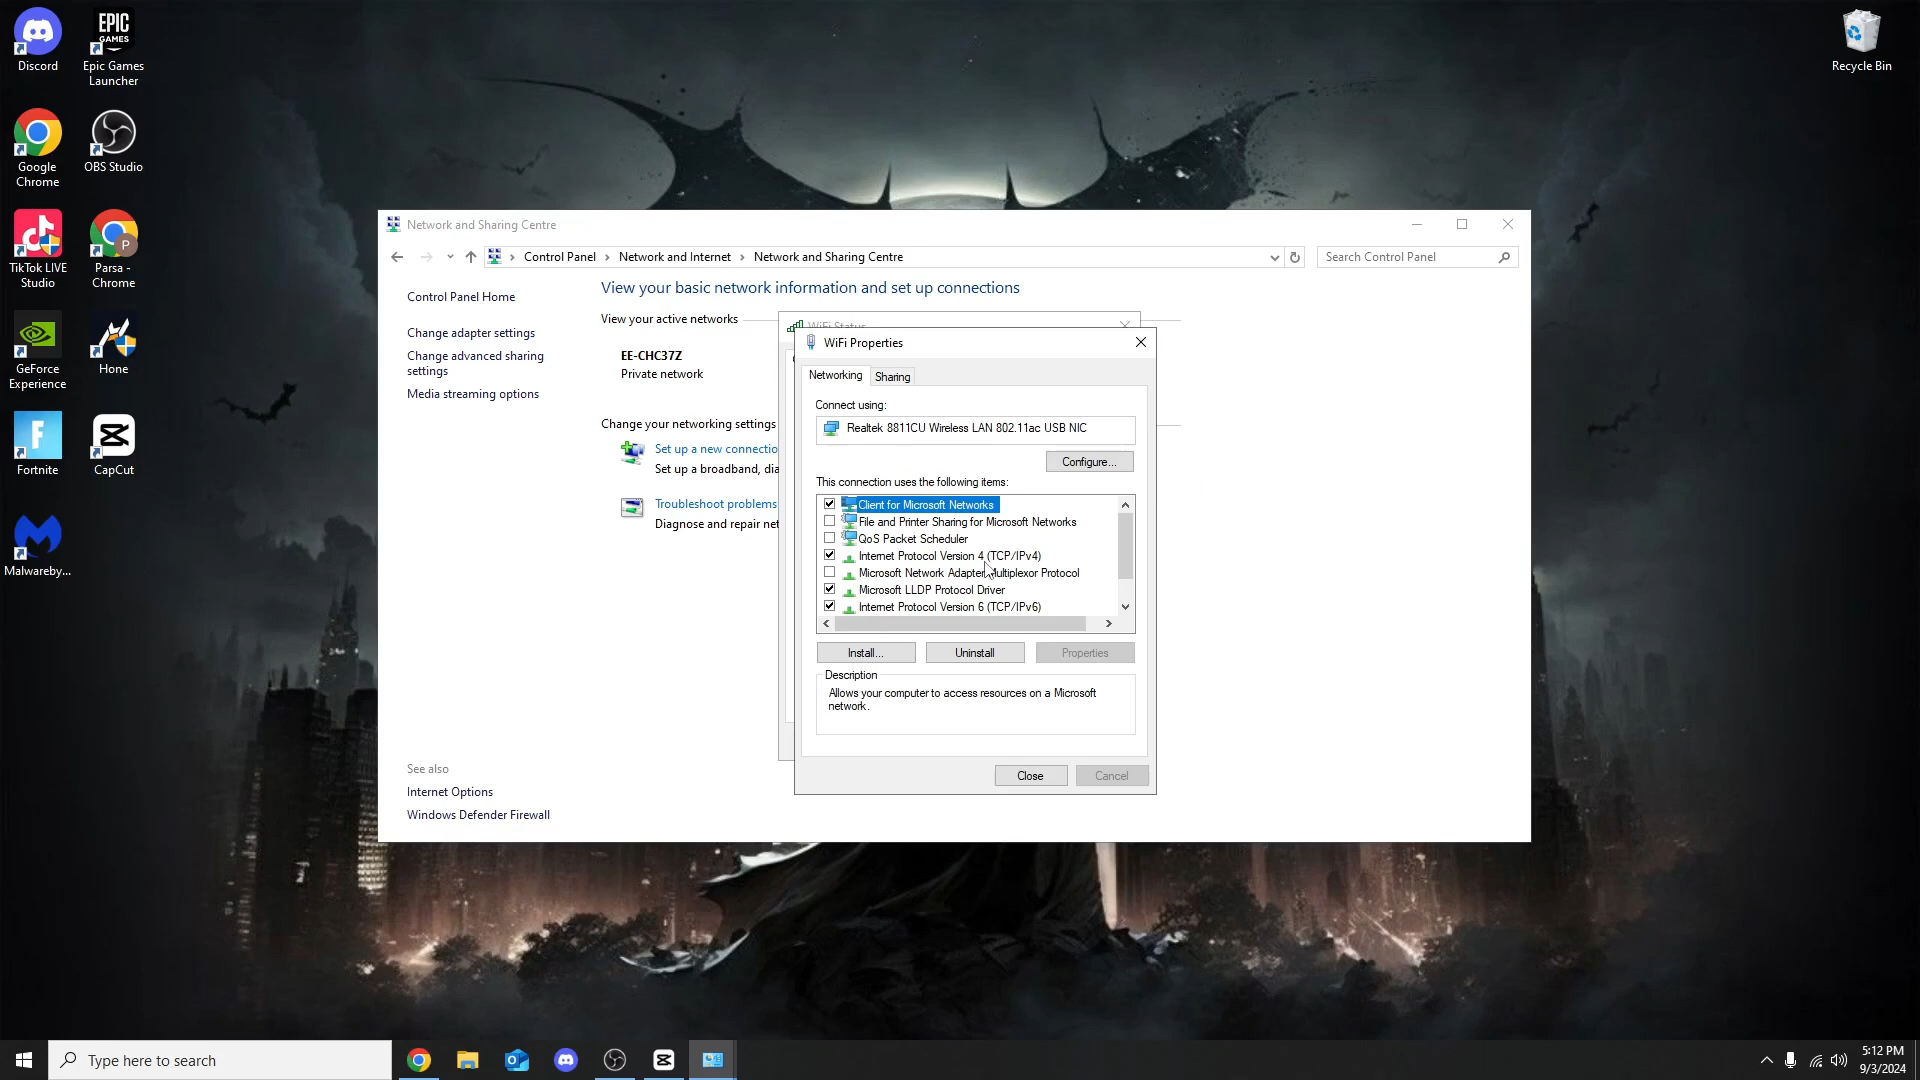 Discord
EPIC
GAMES
Epic Games
Launcher
Recycle Bin
Google
Chrome
OBS Studio
TikTok LIVE
Studio
P
Parsa -
Chrome
GeForce
Experience
Hone
Fortnite
CapCut
Malwareby...
Network and Sharing Centre
Control Panel
Network and Internet
Network and Sharing Centre
Search Control Panel
Control Panel Home
Change adapter settings
Change advanced sharing
settings
Media streaming options
See also
Internet Options
Windows Defender Firewall
View your basic network information and set up connections
View your active networks
EE-CHC37Z
Private network
Change your networking settings
Set up a new connectio
Set up a broadband, dia
Troubleshoot problems
Diagnose and repair net
WiFi Status
WiFi Properties
Networking
Sharing
Connect using:
Realtek 8811CU Wireless LAN 802.11ac USB NIC
Configure...
This connection uses the following items:
Client for Microsoft Networks
File and Printer Sharing for Microsoft Networks
QoS Packet Scheduler
Internet Protocol Version 4 (TCP/IPv4)
Microsoft Network Adapter Multiplexor Protocol
Microsoft LLDP Protocol Driver
Internet Protocol Version 6 (TCP/IPv6)
Install...
Uninstall
Properties
Description
Allows your computer to access resources on a Microsoft
network.
Close
Cancel
Type here to search
5:12 PM
9/3/2024